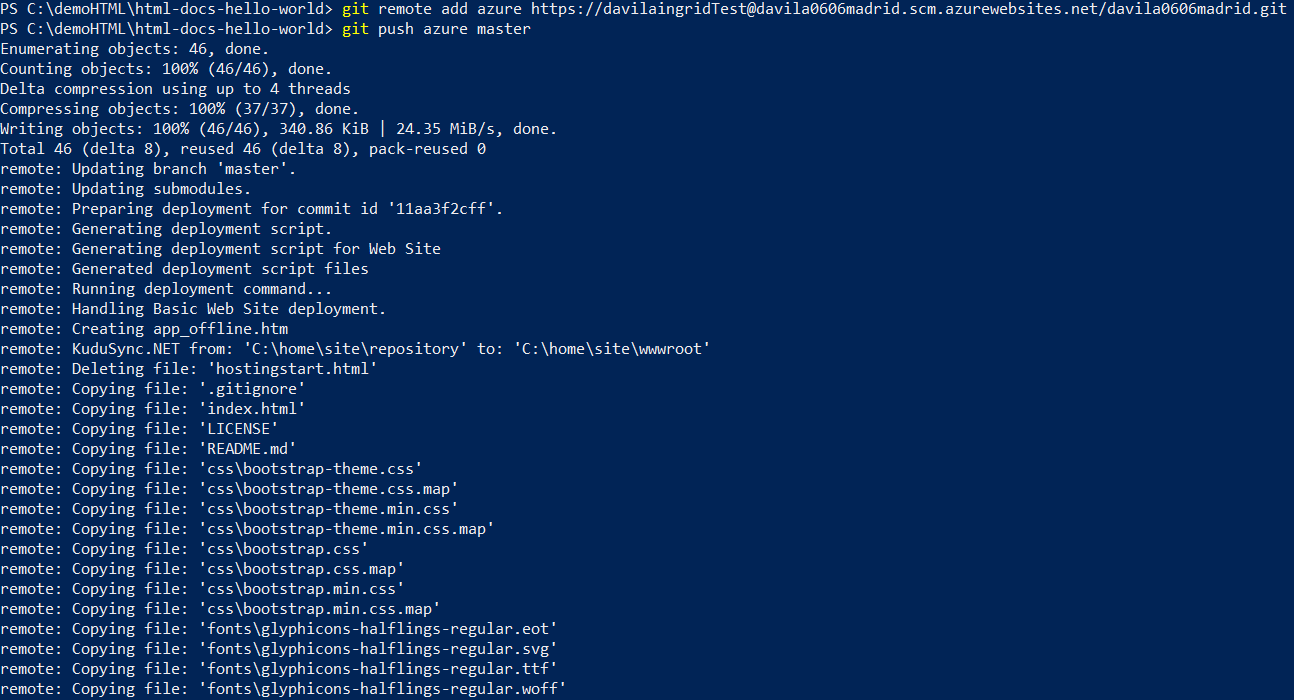 PS C:\demoHTML\html-docs-hello-world> git remote add azure https://davilaingridTest@davila0606madrid.scm.azurewebsites.net/davila0606madrid.git
PS C:\demoHTML\html-docs-hello-world> git push azure master
Enumerating objects: 46, done.
Counting objects: 100% (46/46), done.
Delta compression using up to 4 threads
Compressing objects: 100% (37/37), done.
Writing objects: 100% (46/46), 340.86 KiB | 24.35 MiB/s, done.
Total 46 (delta 8), reused 46 (delta 8), pack-reused 0
remote: Updating branch 'master'.
remote: Updating submodules.
remote: Preparing deployment for commit id '11aa3f2cff'.
remote: Generating deployment script.
remote: Generating deployment script for Web Site
remote: Generated deployment script files
remote: Running deployment command...
remote: Handling Basic Web Site deployment.
remote: Creating app_offline.htm
remote: KuduSync.NET from: 'C:\home\site\repository' to: 'C:\home\site\wwwroot'
remote: Deleting file: 'hostingstart.html'
remote: Copying file: '.gitignore'
remote: Copying file: 'index.html'
remote: Copying file: 'LICENSE'
remote: Copying file: 'README.md'
remote: Copying file: 'css\bootstrap-theme.css'
remote: Copying file: 'css\bootstrap-theme.css.map'
remote: Copying file: 'css\bootstrap-theme.min.css'
remote: Copying file: 'css\bootstrap-theme.min.css.map'
remote: Copying file: 'css\bootstrap.css'
remote: Copying file: 'css\bootstrap.css.map'
remote: Copying file: 'css\bootstrap.min.css'
remote: Copying file: 'css\bootstrap.min.css.map'
remote: Copying file: 'fonts\glyphicons-halflings-regular.eot'
remote: Copying file: 'fonts\glyphicons-halflings-regular.svg'
remote: Copying file: 'fonts\glyphicons-halflings-regular.ttf'
remote: Copying file: 'fonts\glyphicons-halflings-regular.woff'